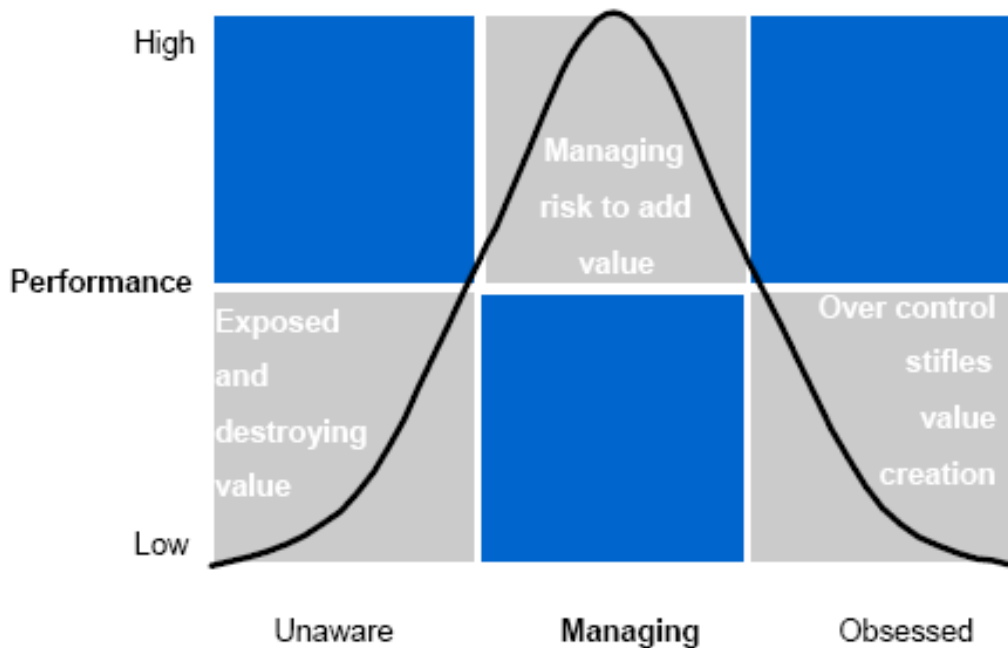 High
Managing
risk to add
value
Performance
Exposed
and
destroying
value
Over control
stifles
value
creation
Low
Unaware
Managing
Obsessed